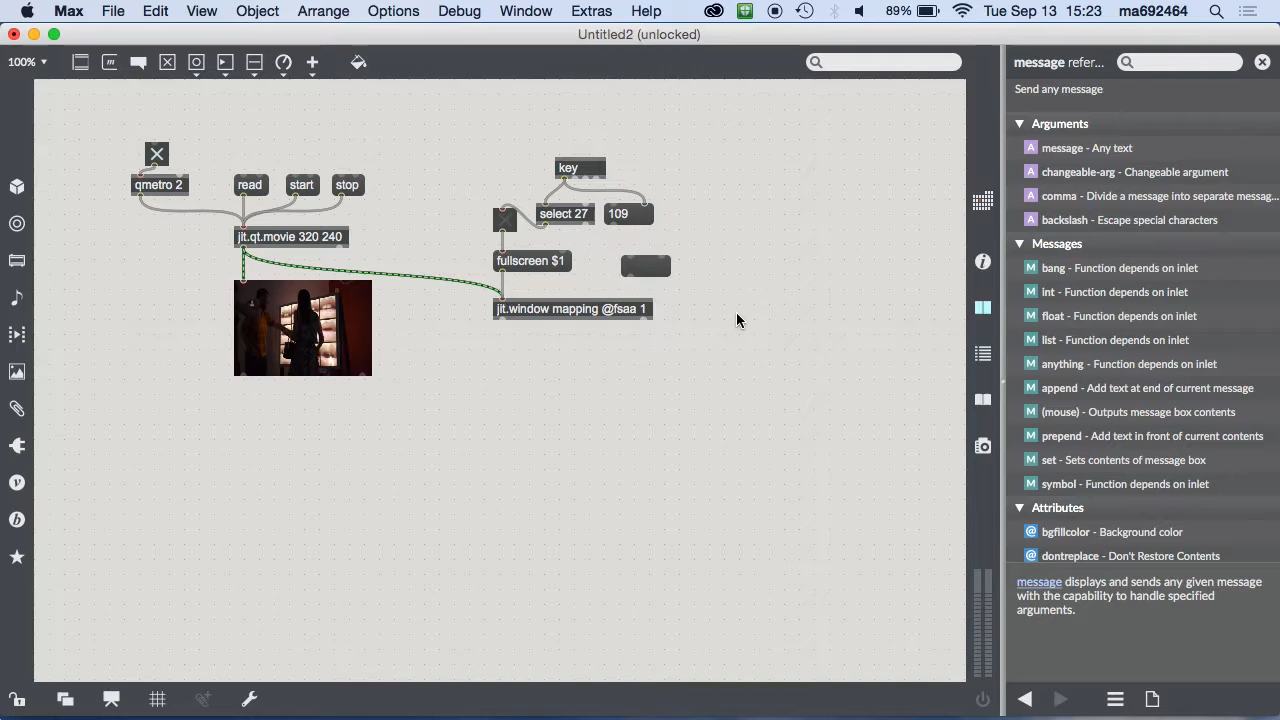 Max File Edit View Object Arrange Options Debug Window Extras Help 89% Tue Sep 13 15:23 ma692464
Untitled2 (unlocked)
100%
message refer...
Send any message
Arguments
A message - Any text
A changeable-arg - Changeable argument
A comma - Divide a message into separate messag...
A backslash - Escape special characters
Messages
M bang - Function depends on inlet
M int - Function depends on inlet
M float - Function depends on inlet
M list - Function depends on inlet
M anything - Function depends on inlet
M append - Add text at end of current message
M (mouse) - Outputs message box contents
M prepend - Add text in front of current contents
M set - Sets contents of message box
M symbol - Function depends on inlet
Attributes
@ bgfillcolor - Background color
@ dontreplace - Don't Restore Contents
message displays and sends any given message
with the capability to handle specified
arguments.
key
qmetro 2 read start stop
select 27 109
jit.qt.movie 320 240
fullscreen $1
jit.window mapping @fsaa 1